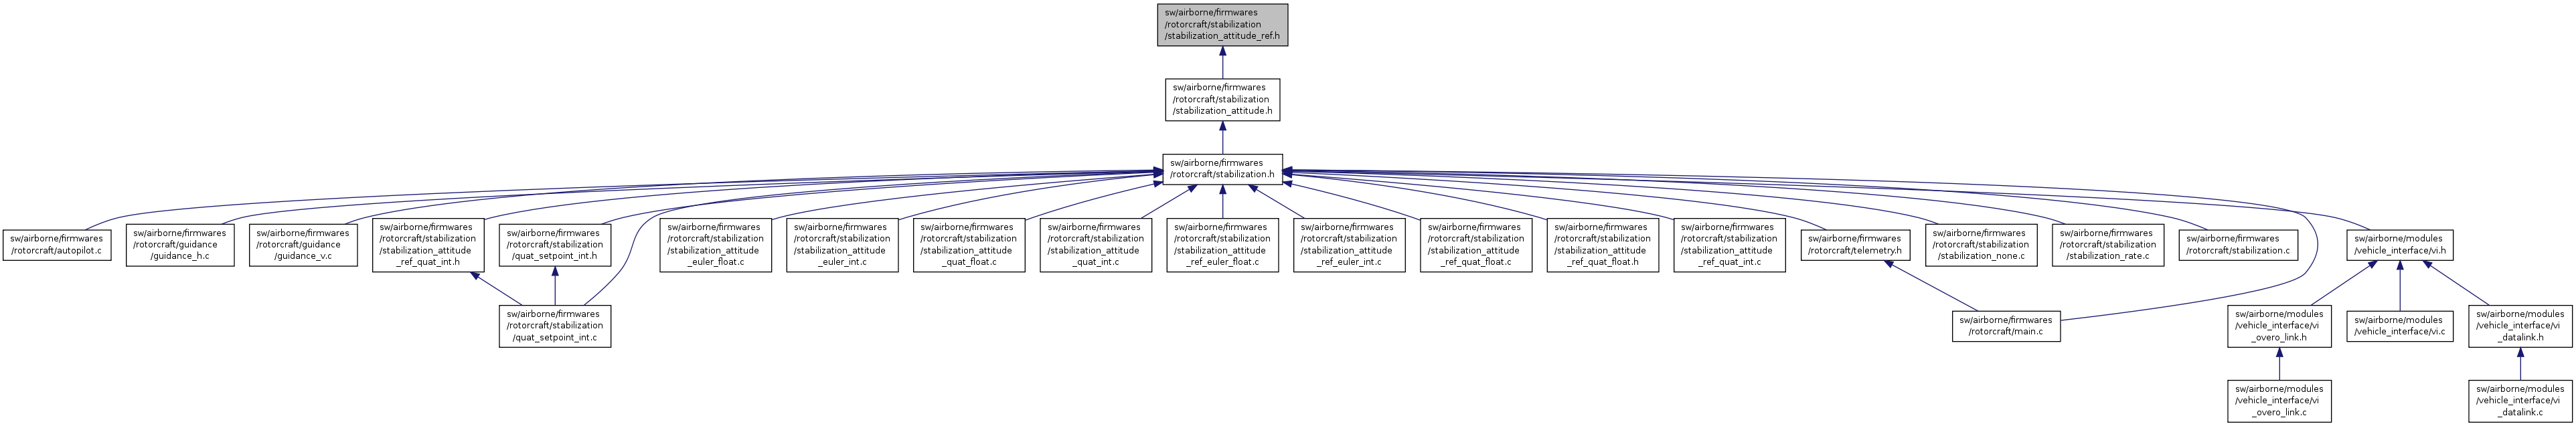 sw/airborne/firmwares
/rotorcraft/stabilization
/stabilization_attitude_ref.h
sw/airborne/firmwares
/rotorcraft/stabilization
/stabilization_attitude.h
sw/airborne/firmwares
/rotorcraft/stabilization.h
sw/airborne/firmwares
/rotorcraft/autopilot.c
sw/airborne/firmwares
/rotorcraft/guidance
/guidance_h.c
sw/airborne/firmwares
/rotorcraft/guidance
/guidance_v.c
sw/airborne/firmwares
/rotorcraft/stabilization
/stabilization_attitude
_ref_quat_int.h
sw/airborne/firmwares
/rotorcraft/stabilization
/quat_setpoint_int.h
sw/airborne/firmwares
/rotorcraft/stabilization
/stabilization_attitude
_euler_float.c
sw/airborne/firmwares
/rotorcraft/stabilization
/stabilization_attitude
_euler_int.c
sw/airborne/firmwares
/rotorcraft/stabilization
/stabilization_attitude
_quat_float.c
sw/airborne/firmwares
/rotorcraft/stabilization
/stabilization_attitude
_quat_int.c
sw/airborne/firmwares
/rotorcraft/stabilization
/stabilization_attitude
_ref_euler_float.c
sw/airborne/firmwares
/rotorcraft/stabilization
/stabilization_attitude
_ref_euler_int.c
sw/airborne/firmwares
/rotorcraft/stabilization
/stabilization_attitude
_ref_quat_float.c
sw/airborne/firmwares
/rotorcraft/stabilization
/stabilization_attitude
_ref_quat_float.h
sw/airborne/firmwares
/rotorcraft/stabilization
/stabilization_attitude
_ref_quat_int.c
sw/airborne/firmwares
/rotorcraft/telemetry.h
sw/airborne/firmwares
/rotorcraft/stabilization
/stabilization_none.c
sw/airborne/firmwares
/rotorcraft/stabilization
/stabilization_rate.c
sw/airborne/firmwares
/rotorcraft/stabilization.c
sw/airborne/modules
/vehicle_interface/vi.h
sw/airborne/firmwares
/rotorcraft/stabilization
/quat_setpoint_int.c
sw/airborne/firmwares
/rotorcraft/main.c
sw/airborne/modules
/vehicle_interface/vi
_overo_link.h
sw/airborne/modules
/vehicle_interface/vi.c
sw/airborne/modules
/vehicle_interface/vi
_datalink.h
sw/airborne/modules
/vehicle_interface/vi
_overo_link.c
sw/airborne/modules
/vehicle_interface/vi
_datalink.c